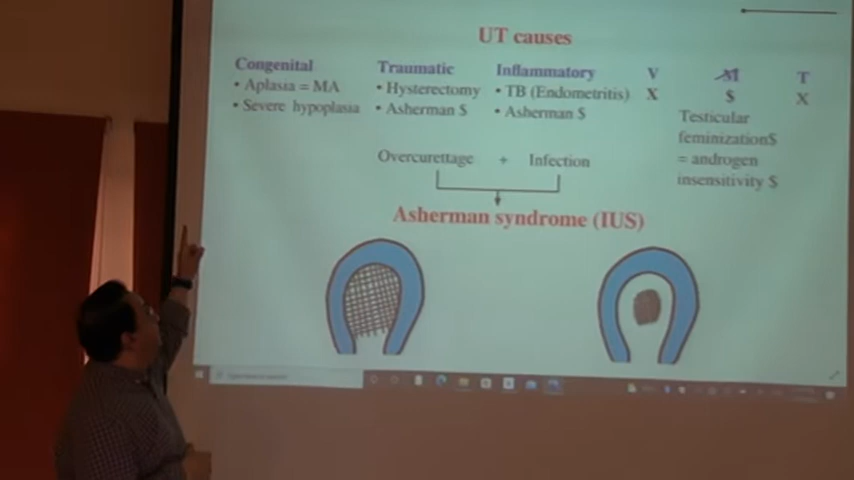 UT causes
Congenital Traumatic Inflammatory V M T
• Aplasia = MA • Hysterectomy • TB (Endometritis) X $ X
• Severe hypoplasia • Asherman $ • Asherman $ Testicular
feminization$
Overcurettage + Infection = androgen
insensitivity $
Asherman syndrome (IUS)